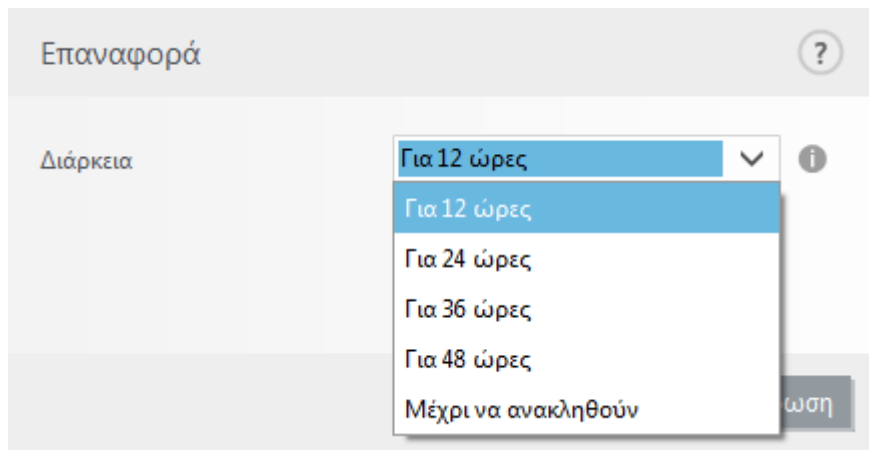 Επαναφορά
?
Διάρκεια
Για 12 ώρες
i
Για 12 ώρες
Για 24 ώρες
Για 36 ώρες
Για 48 ώρες
Μέχρι να ανακληθούν